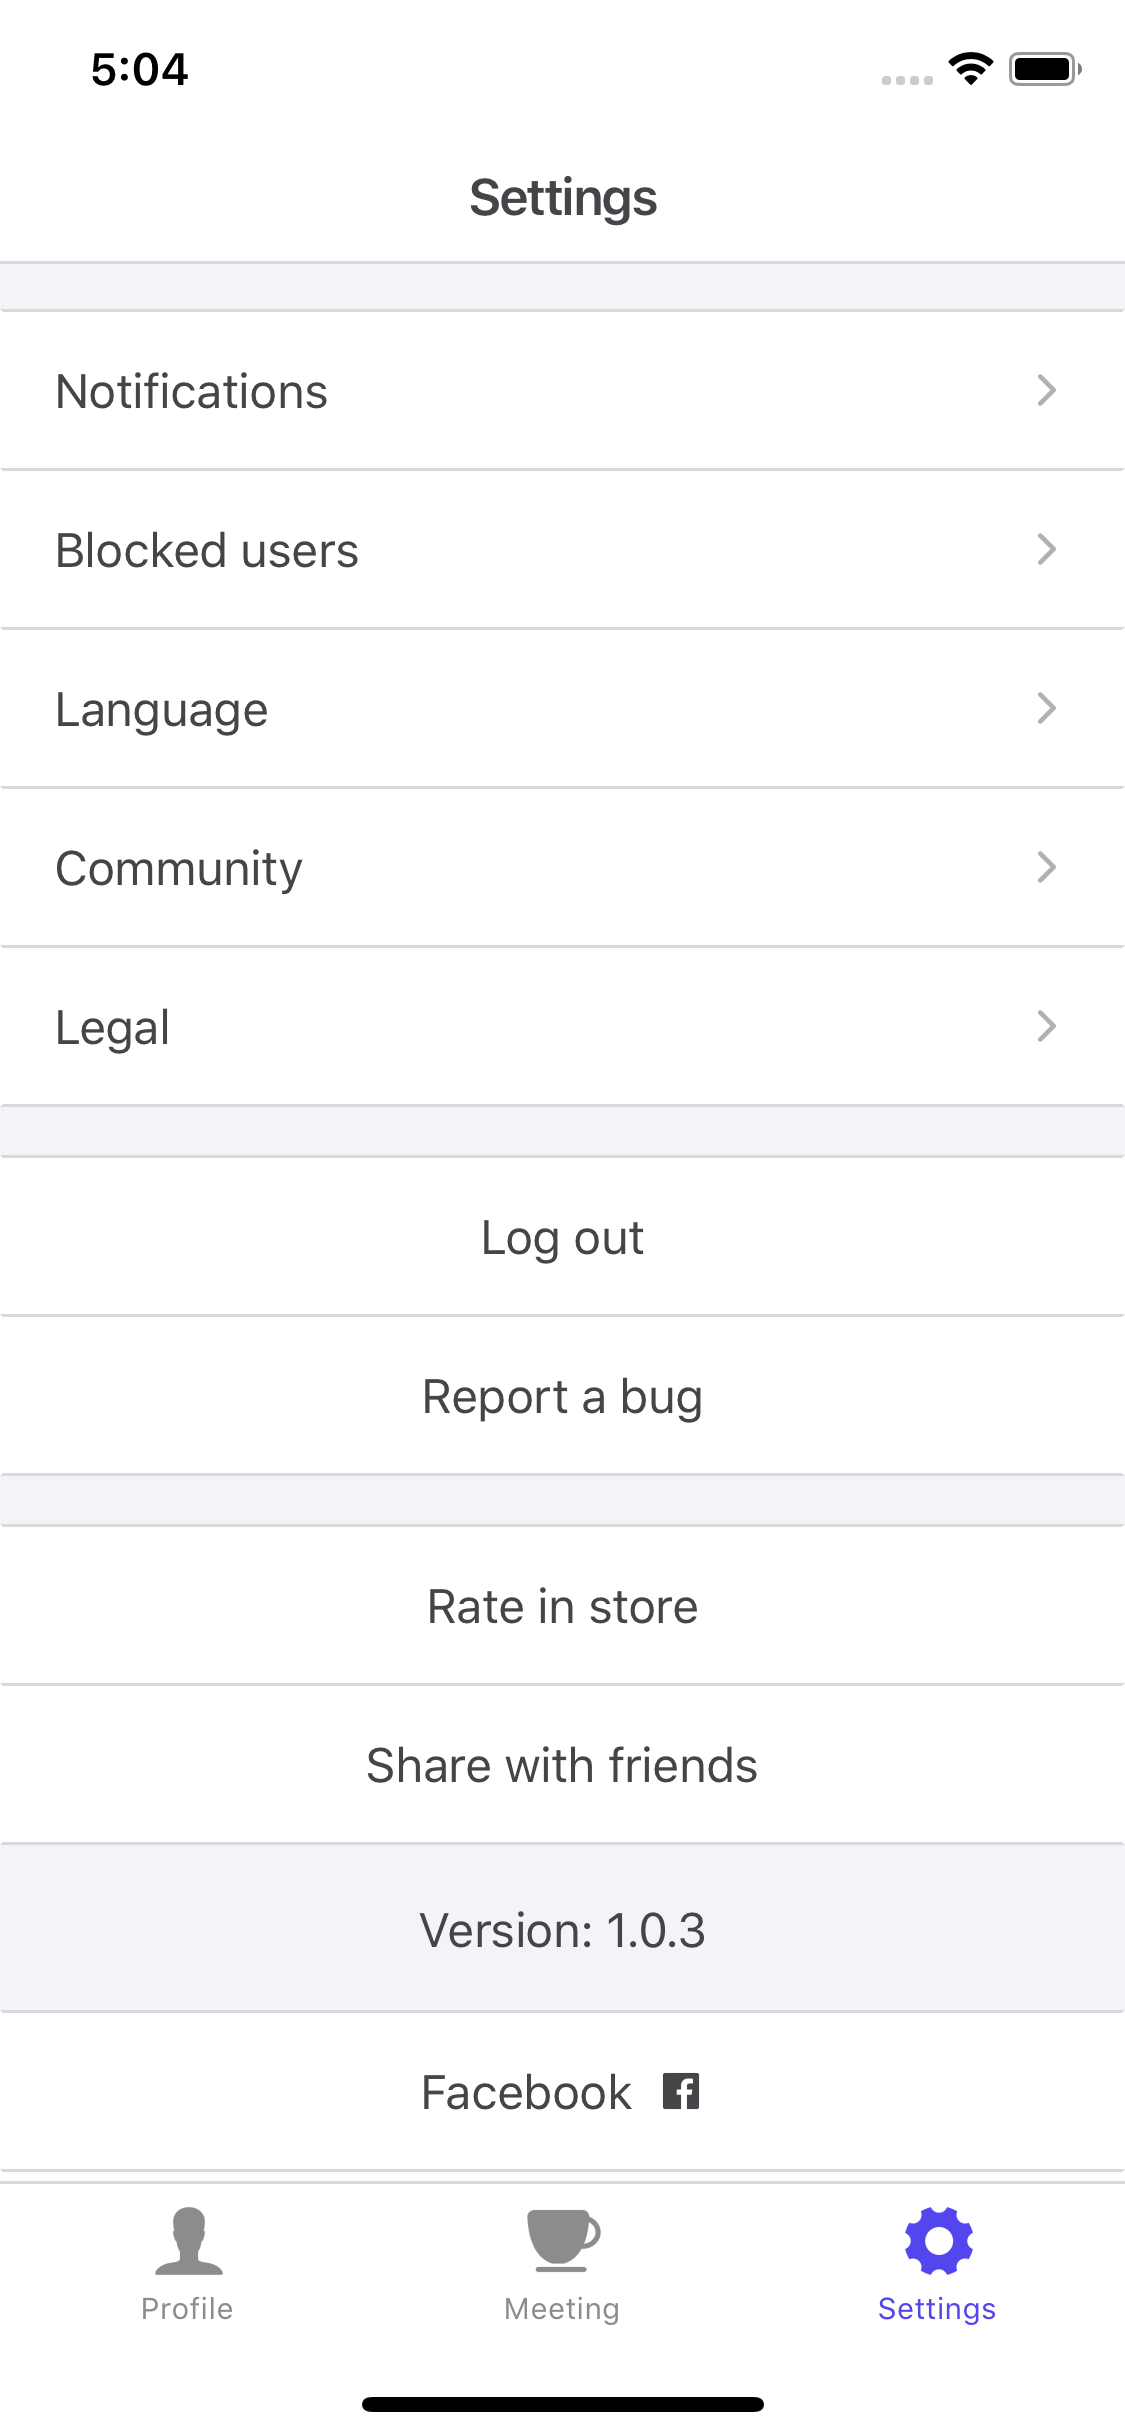 5:04
Settings
Notifications
Blocked users
Language
Community
Legal
Log out
Report a bug
Rate in store
Share with friends
Version: 1.0.3
Facebook
Profile
Meeting
Settings